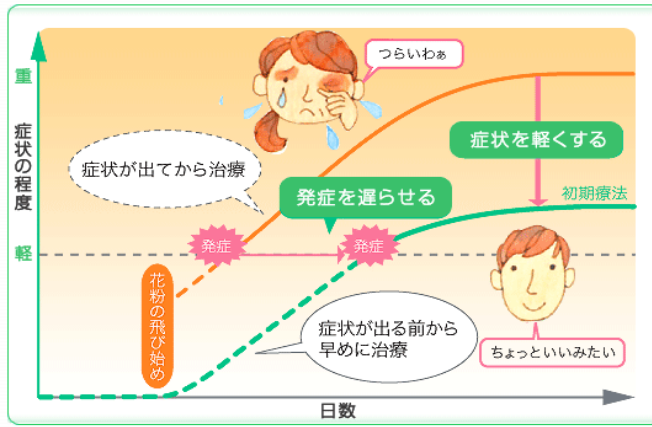 重
症状の程度
軽
つらいわぁ
症状が出てから治療
症状を軽くする
発症を遅らせる
初期療法
発症
発症
花粉の飛び始め
症状が出る前から
早めに治療
ちょっといいみたい
日数